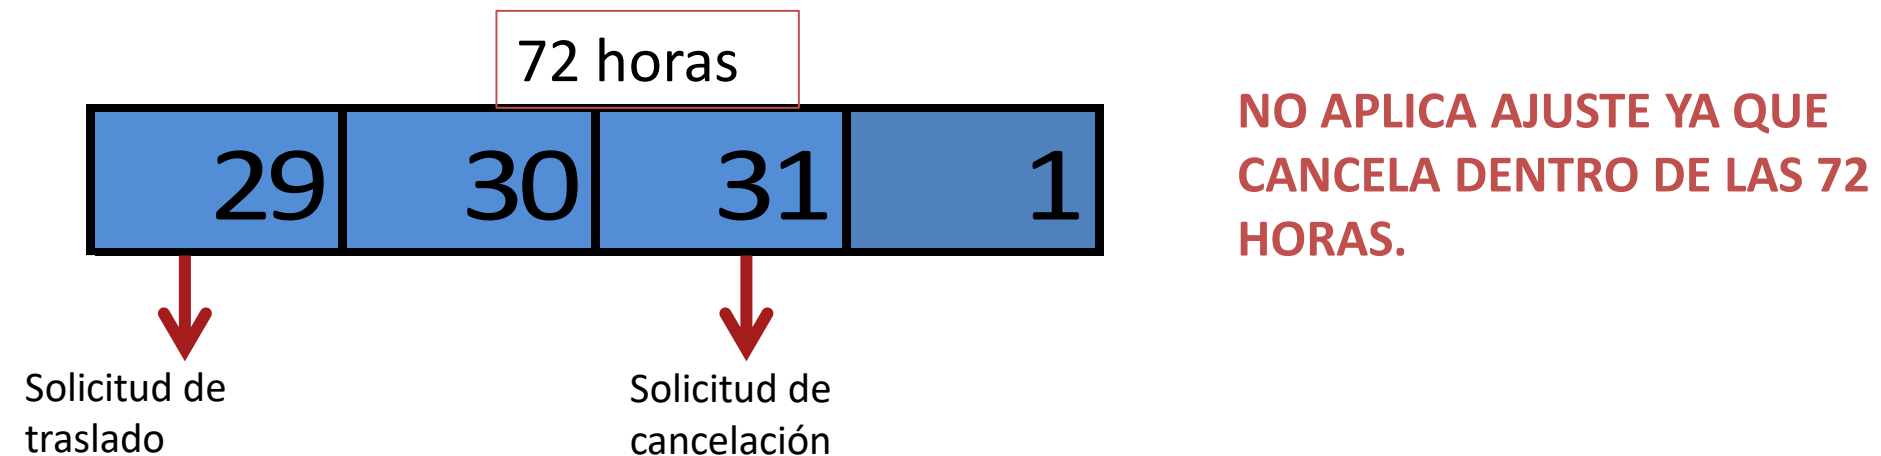 72 horas
29 30 31 1
NO APLICA AJUSTE YA QUE
CANCELA DENTRO DE LAS 72
HORAS.
Solicitud de
traslado
Solicitud de
cancelación